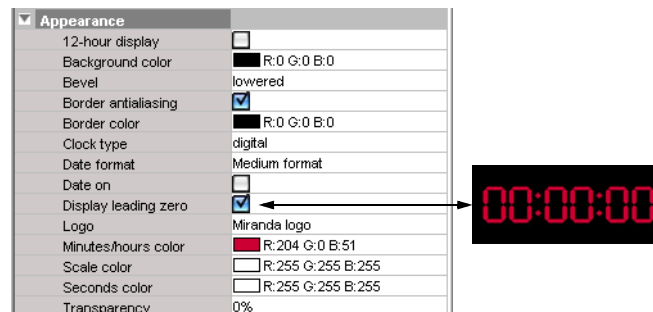 Appearance
12-hour display
Background color R:0 G:0 B:0
Bevel lowered
Border antialiasing
Border color R:0 G:0 B:0
Clock type digital
Date format Medium format
Date on
Display leading zero 00:00:00
Logo Miranda logo
Minutes/hours color R:204 G:0 B:51
Scale color R:255 G:255 B:255
Seconds color R:255 G:255 B:255
Transparency 0%